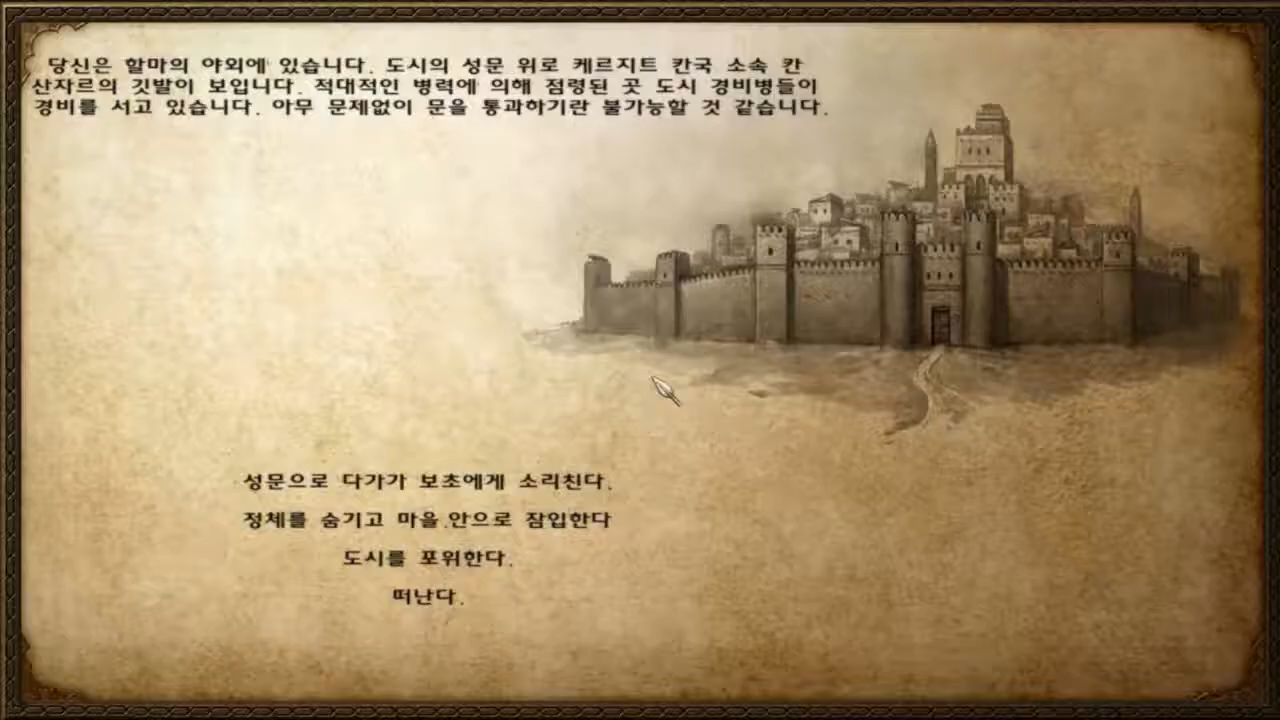 당신은 할마의 야외에 있습니다. 도시의 성문 위로 케르지트 칸국 소속 칸
산자르의 깃발이 보입니다. 적대적인 병력에 의해 점령된 곳 도시 경비병들이
경비를 서고 있습니다. 아무 문제없이 문을 통과하기란 불가능할 것 같습니다.
성문으로 다가가 보초에게 소리친다.
정체를 숨기고 마을 안으로 잠입한다
도시를 포위한다.
떠난다.